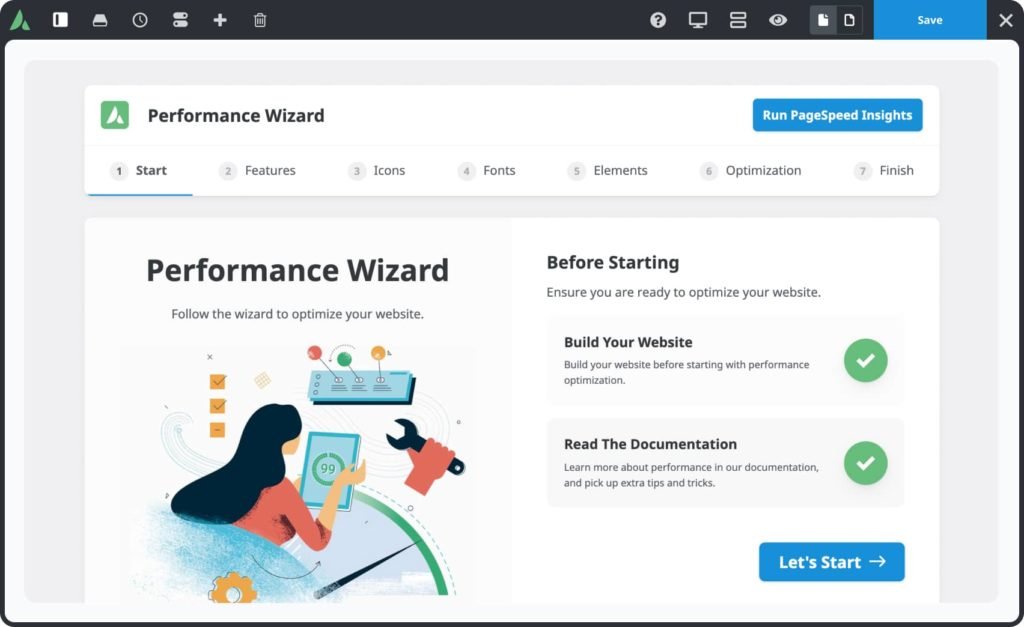 Save
Performance Wizard
Run PageSpeed Insights
1 Start
2 Features
3 Icons
4 Fonts
5 Elements
6 Optimization
7 Finish
Performance Wizard
Follow the wizard to optimize your website.
99
Before Starting
Ensure you are ready to optimize your website.
Build Your Website
Build your website before starting with performance
optimization.
Read The Documentation
Learn more about performance in our documentation,
and pick up extra tips and tricks.
Let's Start →